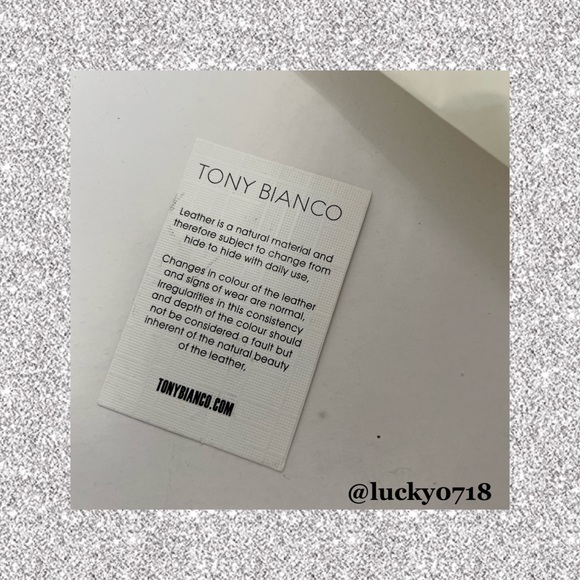 TONY BIANCO
Leather is a natural material and
therefore subject to change from
hide to hide with daily use,
Changes in colour of the leather
and signs of wear are normal,
Irregularities in this consistency
and depth of the colour should
not be considered a fault but
inherent of the natural beauty
of the leather,
TONYBIANCO.COM
@lucky0718